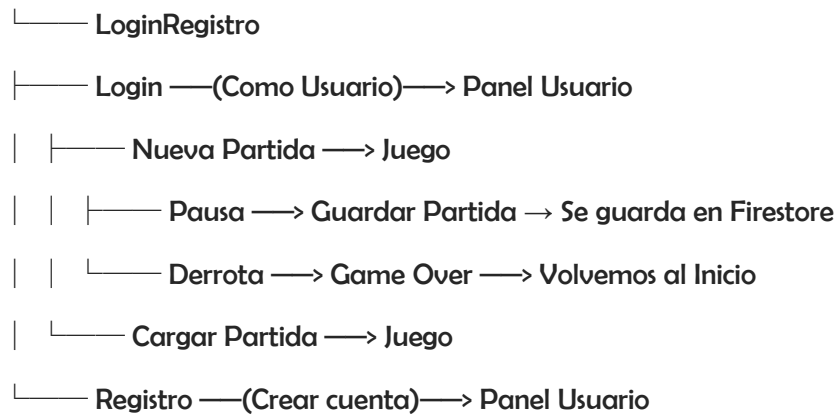 └─── LoginRegistro
├─── Login ──(Como Usuario)──> Panel Usuario
│ ├─── Nueva Partida ──> Juego
│ │ ├─── Pausa ──> Guardar Partida → Se guarda en Firestore
│ │ └─── Derrota ──> Game Over ──> Volvemos al Inicio
│ └─── Cargar Partida ──> Juego
└─── Registro ──(Crear cuenta)──> Panel Usuario